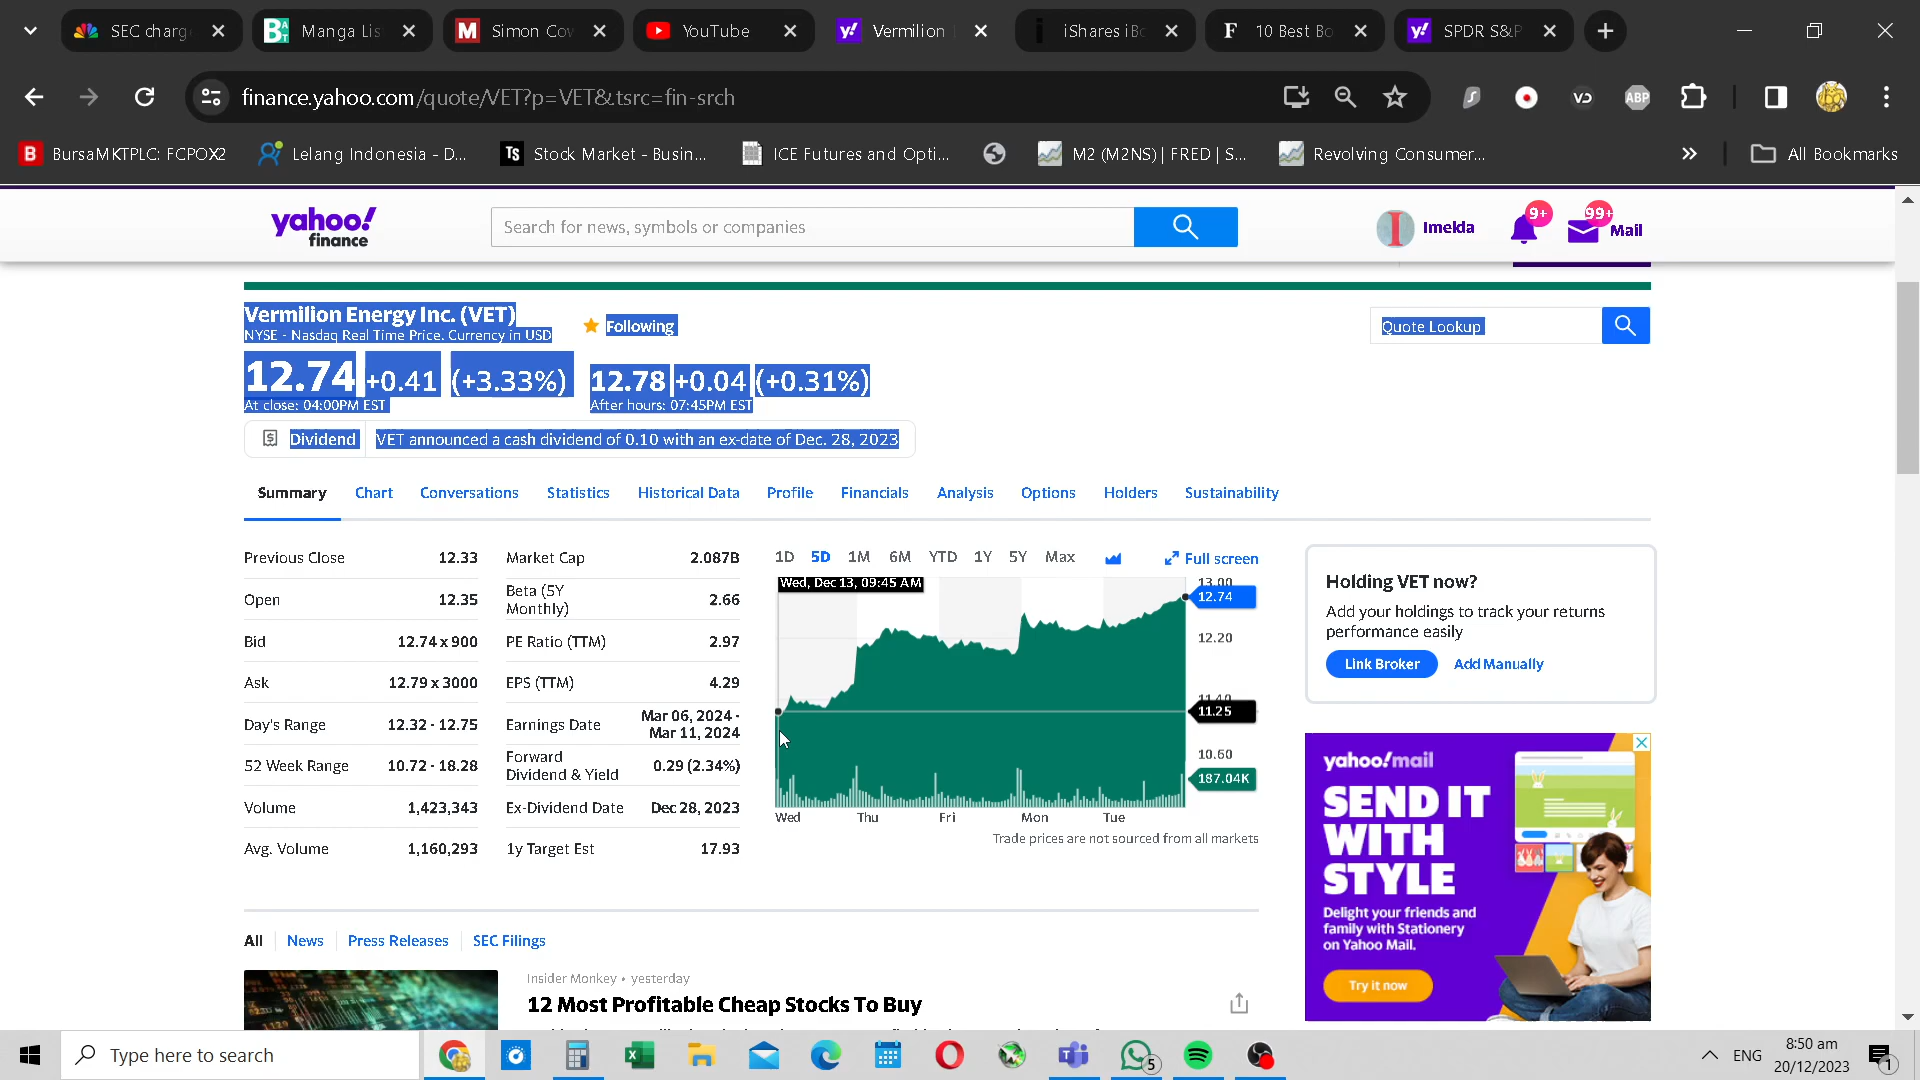 SEC charg
Manga Lis
Simon Cow
YouTube
Vermilion
iShares iBo
10 Best Bo
SPDR S&P
finance.yahoo.com/quote/VET?p=VET&tsrc=fin-srch
BursaMKTPLC: FCPOX2
Lelang Indonesia - D...
Stock Market - Busin...
ICE Futures and Opti...
M2 (M2NS) | FRED | S...
Revolving Consumer...
All Bookmarks
yahoo!
finance
Search for news, symbols or companies
Imelda
9+
99+
Mail
Vermilion Energy Inc. (VET)
NYSE - Nasdaq Real Time Price. Currency in USD
Following
Quote Lookup
12.74 +0.41 (+3.33%)
At close: 04:00PM EST
12.78 +0.04 (+0.31%)
After hours: 07:45PM EST
Dividend
VET announced a cash dividend of 0.10 with an ex-date of Dec. 28, 2023
Summary Chart Conversations Statistics Historical Data Profile Financials Analysis Options Holders Sustainability
Previous Close 12.33
Open 12.35
Bid 12.74 x 900
Ask 12.79 x 3000
Day's Range 12.32 - 12.75
52 Week Range 10.72 - 18.28
Volume 1,423,343
Avg. Volume 1,160,293
Market Cap 2.087B
Beta (5Y
Monthly) 2.66
PE Ratio (TTM) 2.97
EPS (TTM) 4.29
Earnings Date Mar 06, 2024 -
Mar 11, 2024
Forward
Dividend & Yield 0.29 (2.34%)
Ex-Dividend Date Dec 28, 2023
1y Target Est 17.93
1D 5D 1M 6M YTD 1Y 5Y Max
Full screen
Wed, Dec 13, 09:45 AM
13.00
12.74
12.20
11.40
11.25
10.60
187.04K
Wed Thu Fri Mon Tue
Trade prices are not sourced from all markets
Holding VET now?
Add your holdings to track your returns
performance easily
Link Broker
Add Manually
yahoo!mail
SEND IT
WITH
STYLE
Delight your friends and
family with Stationery
on Yahoo Mail.
Try it now
All News Press Releases SEC Filings
Insider Monkey • yesterday
12 Most Profitable Cheap Stocks To Buy
Type here to search
5
ENG
8:50 am
20/12/2023
1